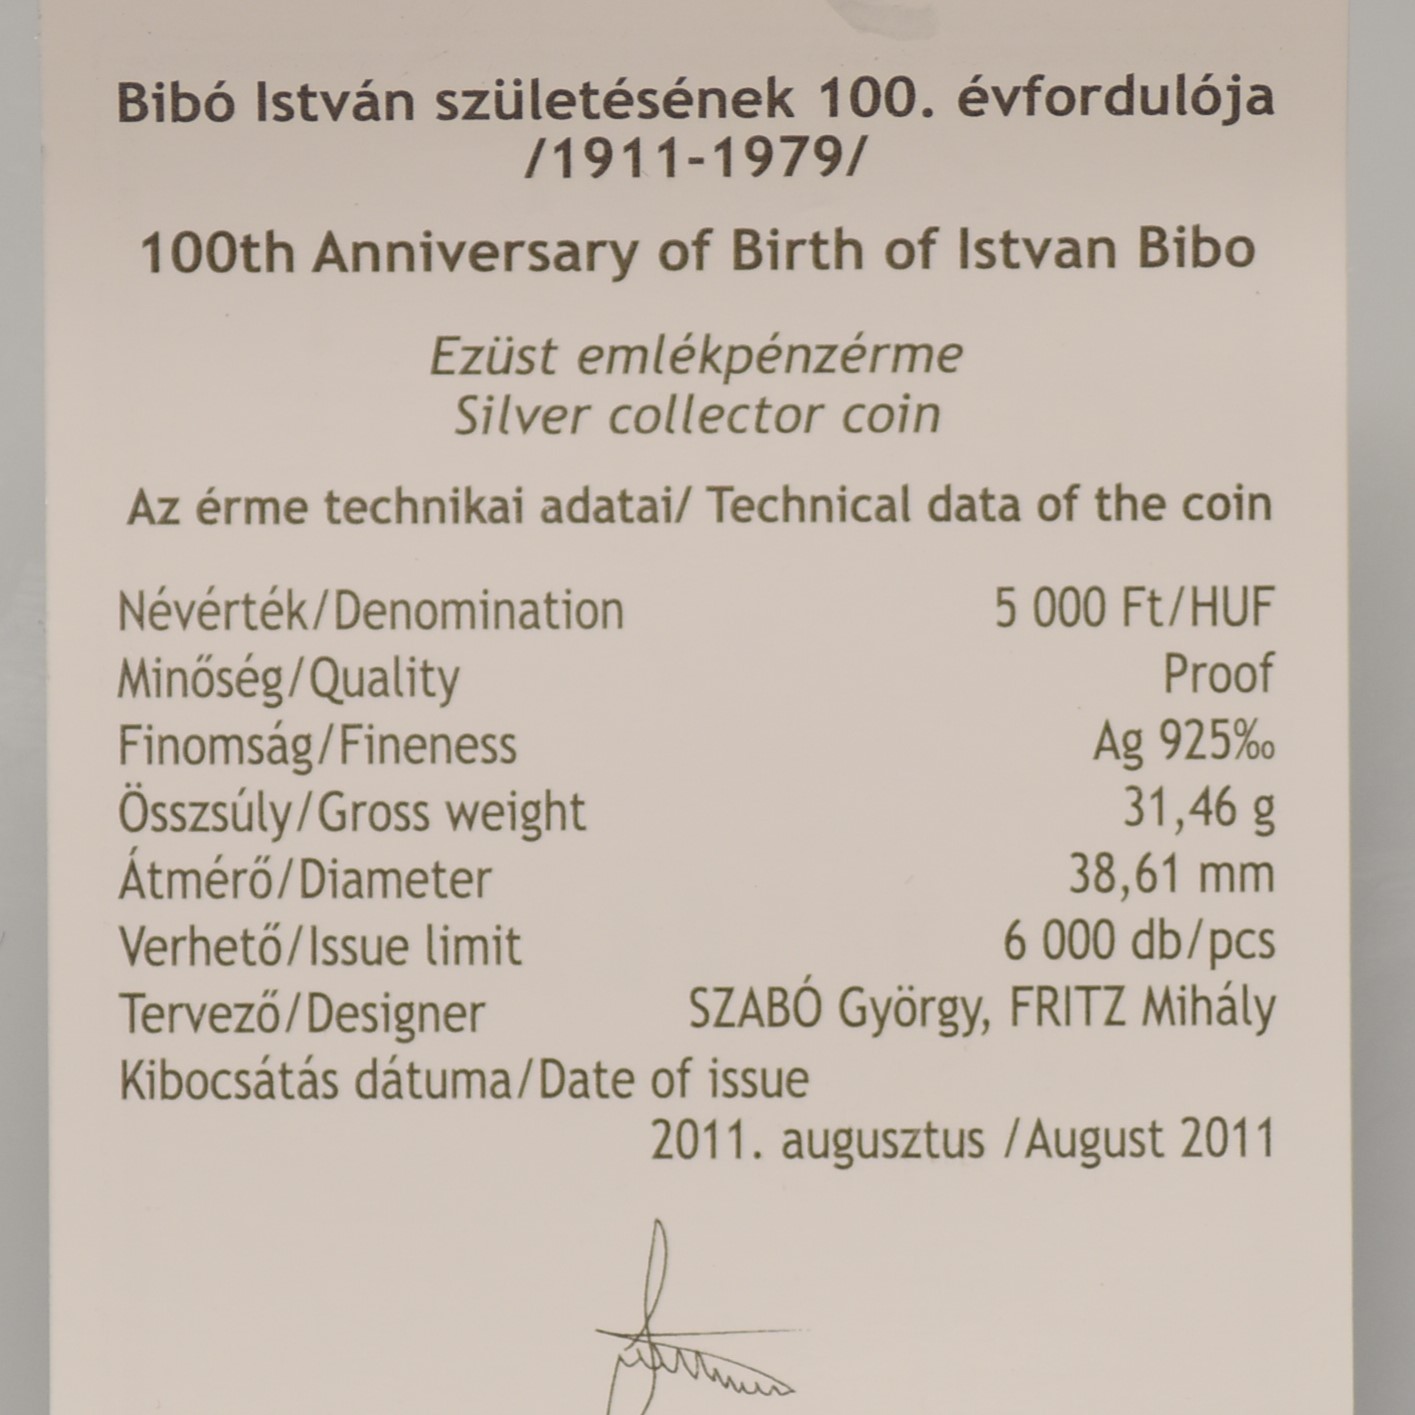 Bibó István születésének 100. évfordulója
/1911-1979/
100th Anniversary of Birth of Istvan Bibo
Ezüst emlékpénzérme
Silver collector coin
Az érme technikai adatai/ Technical data of the coin
Névérték/Denomination 5 000 Ft/HUF
Minőség/Quality Proof
Finomság/Fineness Ag 925‰
Összsúly/Gross weight 31,46 g
Átmérő/Diameter 38,61 mm
Verhető/Issue limit 6 000 db/pcs
Tervező/Designer SZABÓ György, FRITZ Mihály
Kibocsátás dátuma/Date of issue
2011. augusztus /August 2011